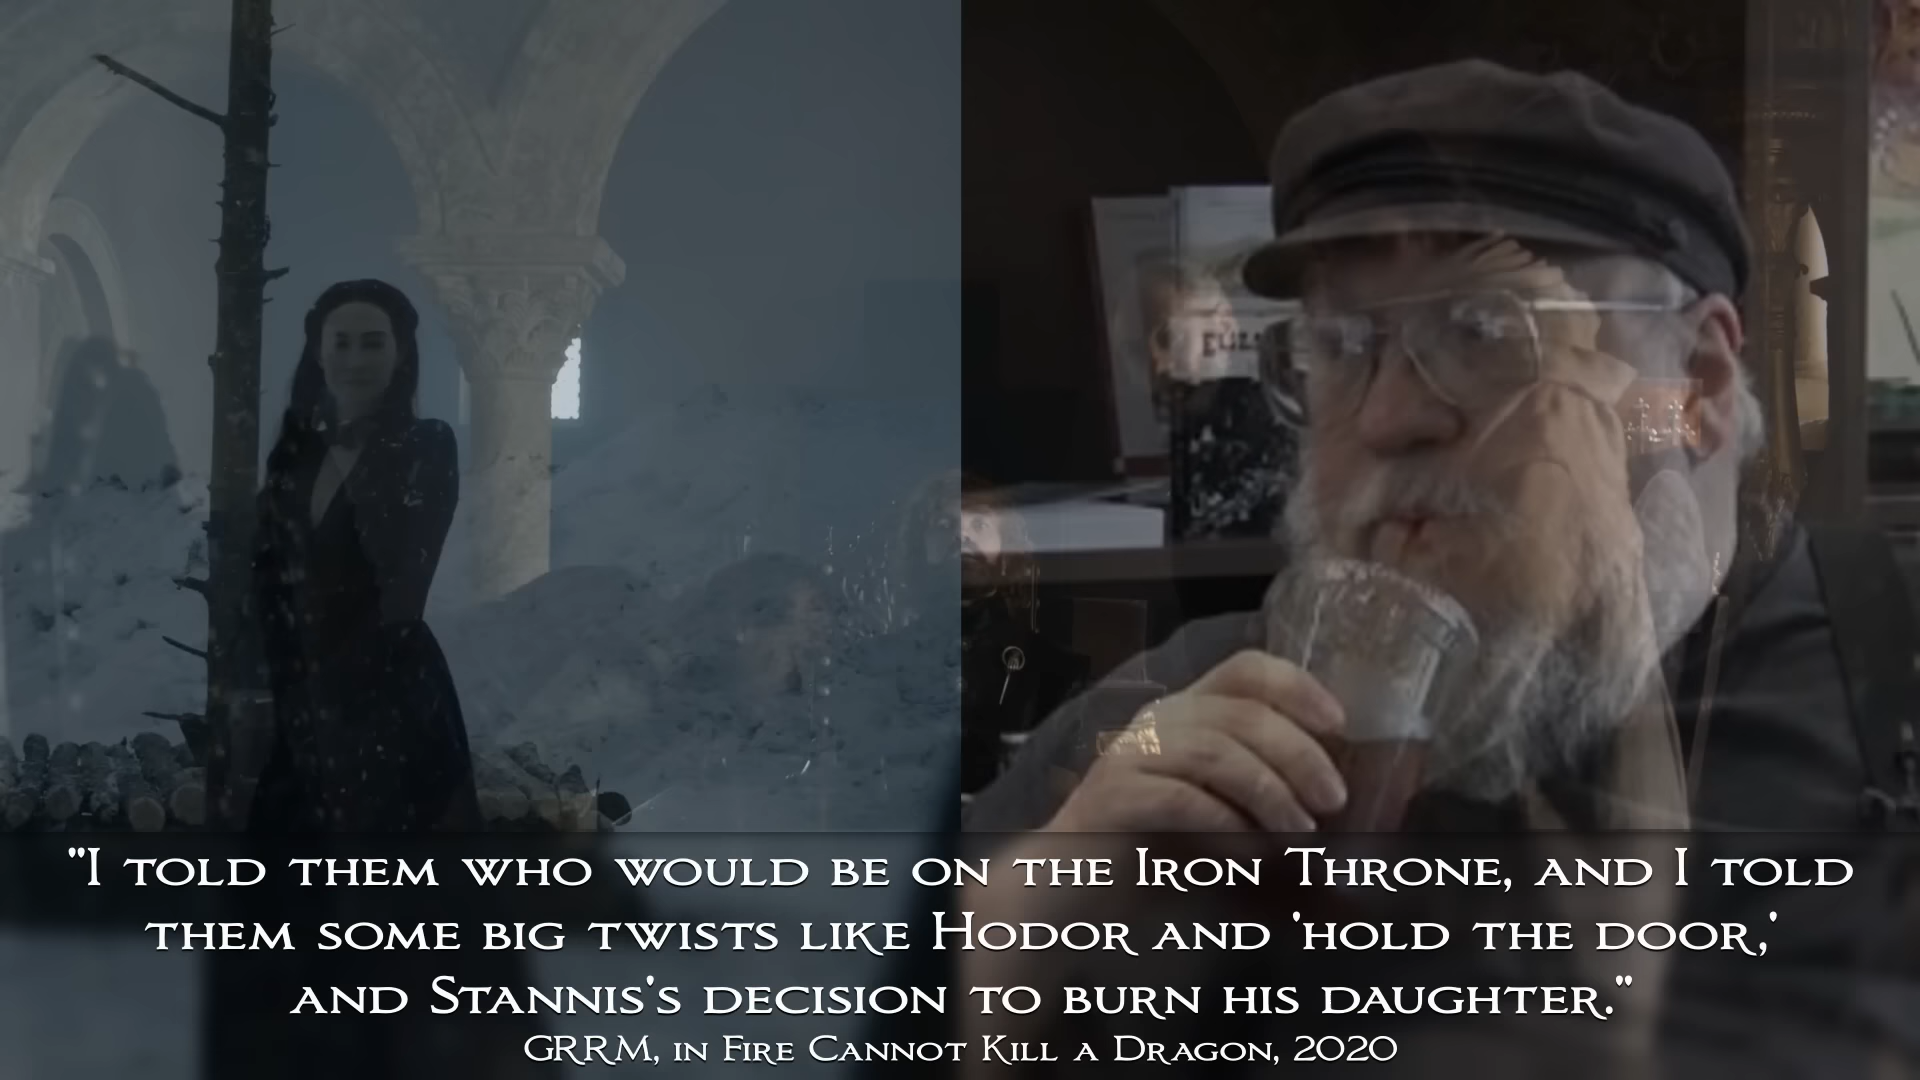 "I told them who would be on the Iron Throne, and I told
them some big twists like Hodor and 'hold the door,'
and Stannis's decision to burn his daughter."
GRRM, in Fire Cannot Kill a Dragon, 2020